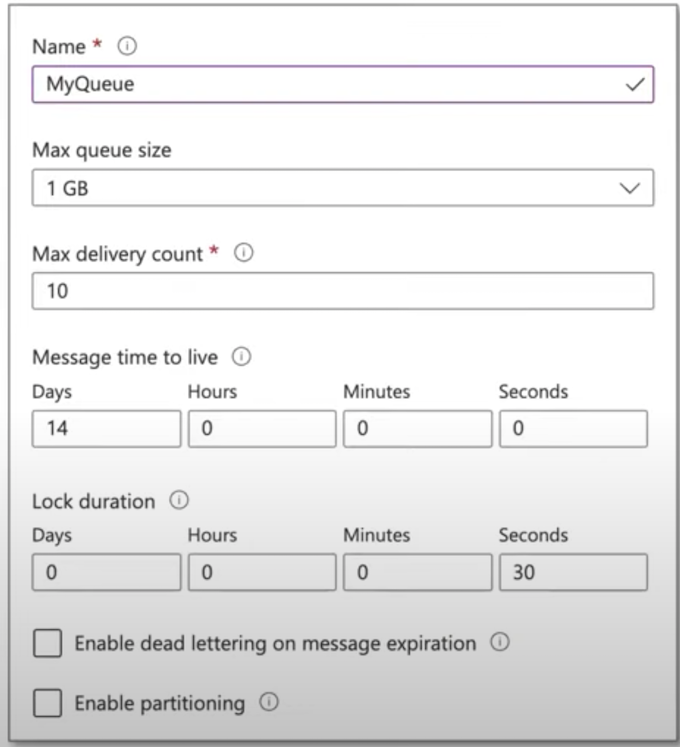 Name *
MyQueue
Max queue size
1 GB
Max delivery count *
10
Message time to live
Days Hours Minutes Seconds
14 0 0 0
Lock duration
Days Hours Minutes Seconds
0 0 0 30
Enable dead lettering on message expiration
Enable partitioning